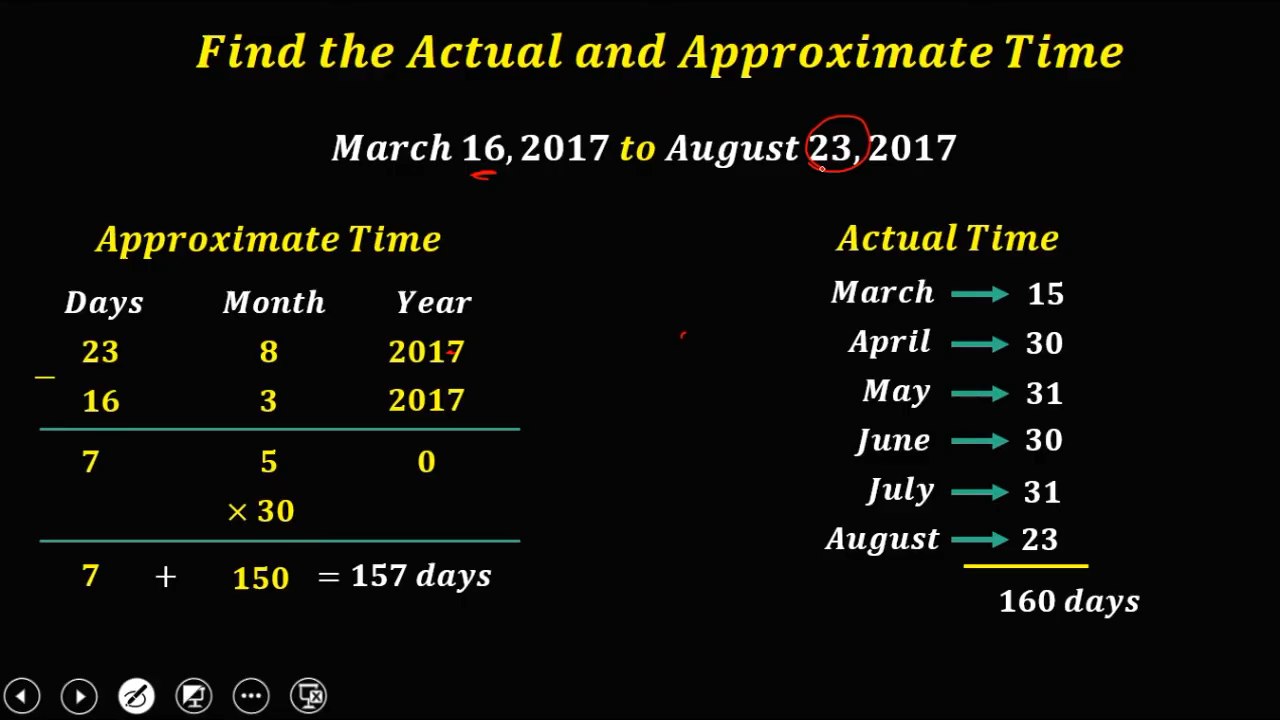 Find the Actual and Approximate Time
March 16, 2017 to August 23, 2017
Approximate Time
Days Month Year
23 8 2017
−
16 3 2017
7 5 0
× 30
7 + 150 = 157 days
Actual Time
March → 15
April → 30
May → 31
June → 30
July → 31
August → 23
160 days